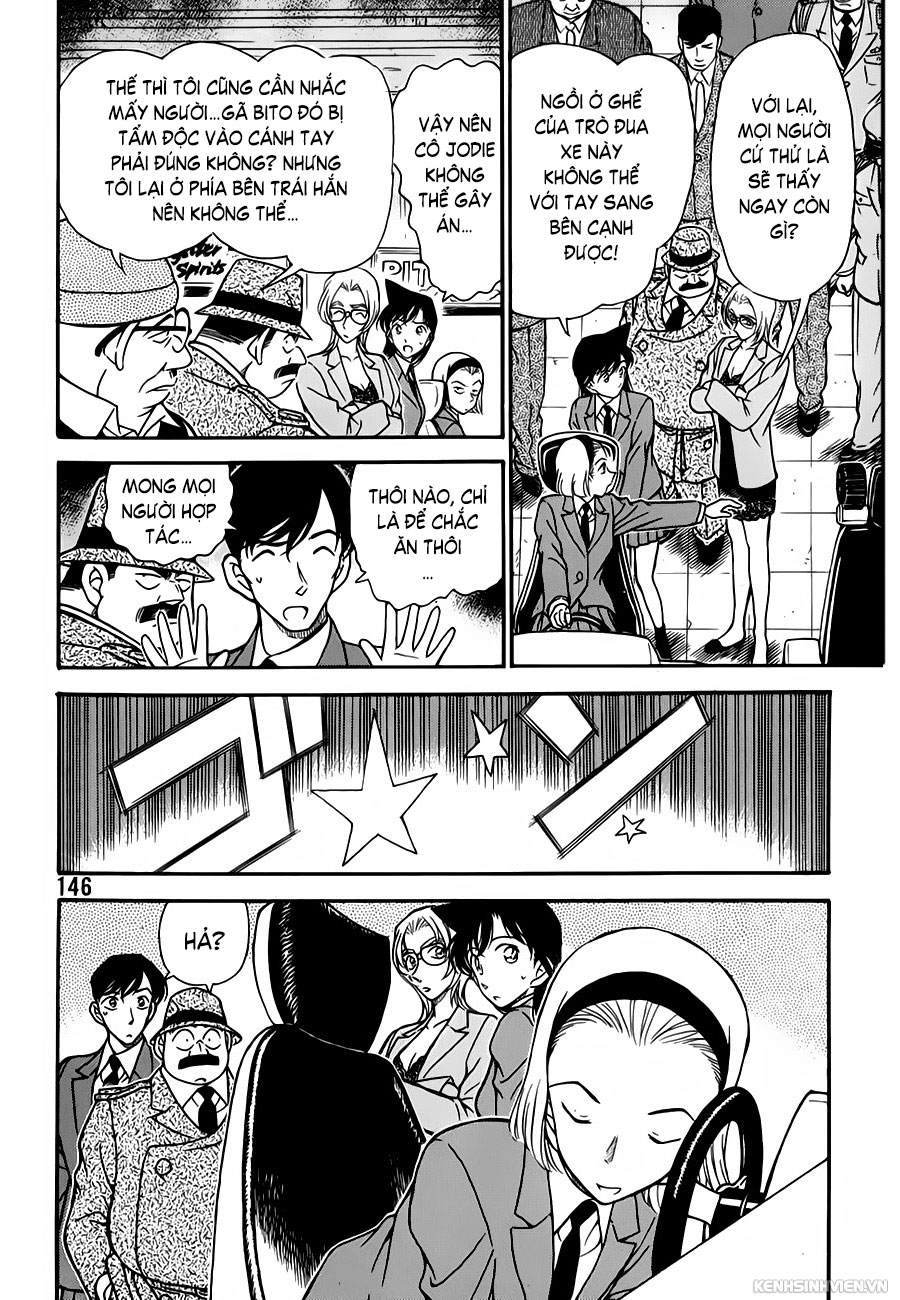 VỚI LẠI,
MỌI NGƯỜI
CỨ THỬ LÀ
SẼ THẤY
NGAY CÒN
GÌ?
NGỒI Ở GHẾ
CỦA TRÒ ĐUA
XE NÀY
KHÔNG THỂ
VỚI TAY SANG
BÊN CẠNH
ĐƯỢC!
VẬY NÊN
CÔ JODIE
KHÔNG
THỂ GÂY
ÁN...
THẾ THÌ TÔI CŨNG CẦN NHẮC
MẤY NGƯỜI...GÃ BITO ĐÓ BỊ
TẨM ĐỘC VÀO CÁNH TAY
PHẢI ĐÚNG KHÔNG? NHƯNG
TÔI LẠI Ở PHÍA BÊN TRÁI HẮN
NÊN KHÔNG THỂ...
Spirits
PIT
THÔI NÀO, CHỈ
LÀ ĐỂ CHẮC
ĂN THÔI
...
MONG MỌI
NGƯỜI HỢP
TÁC...
ゴン
146
HẢ?
KENHSINHVIEN.VN